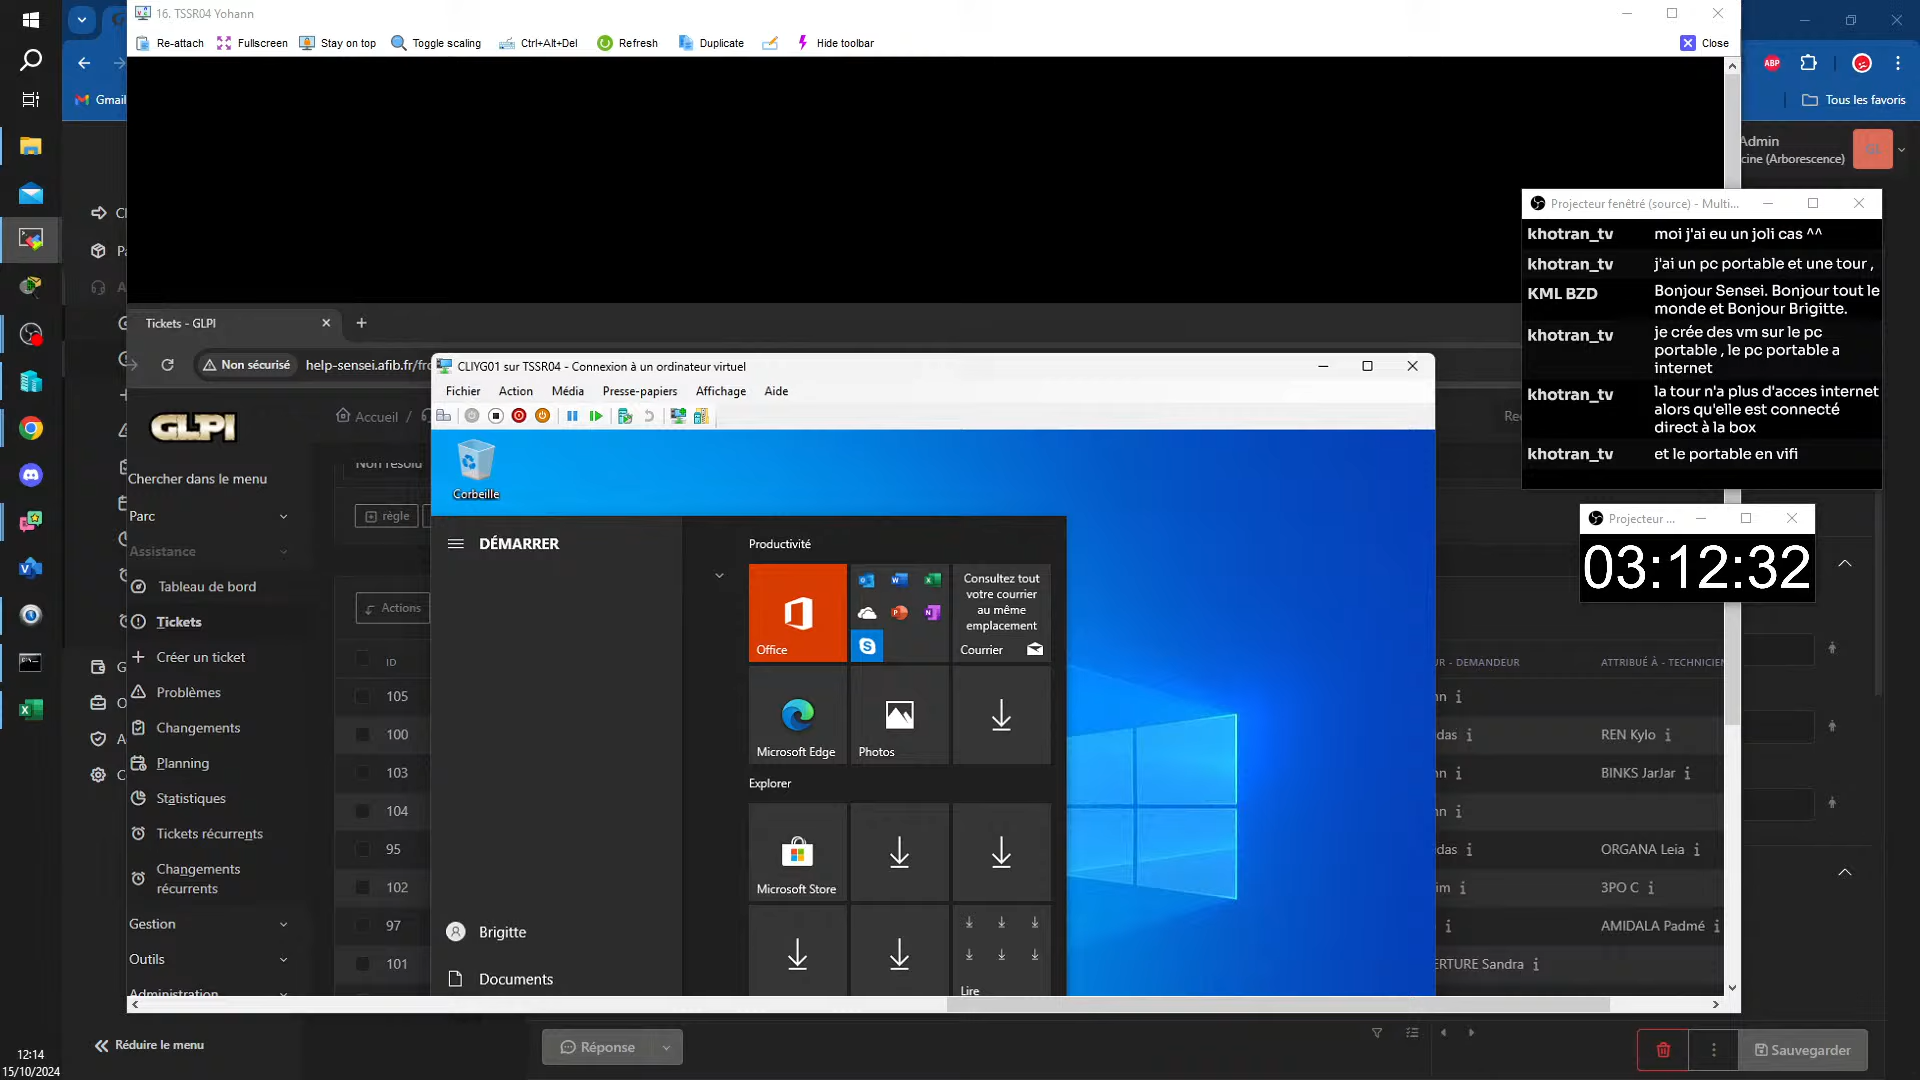 16. TSSR04 Yohann
Re-attach
Fullscreen
Stay on top
Toggle scaling
Ctrl+Alt+Del
Refresh
Duplicate
Hide toolbar
Close
Gmail
ABP
Tous les favoris
Admin
cine (Arborescence)
Projecteur fenêtré (source) - Multi...
khotran_tv moi j'ai eu un joli cas ^^
khotran_tv j'ai un pc portable et une tour ,
KML BZD Bonjour Sensei. Bonjour tout le
monde et Bonjour Brigitte.
khotran_tv je crée des vm sur le pc
portable , le pc portable a
internet
khotran_tv la tour n'a plus d'acces internet
alors qu'elle est connecté
direct à la box
khotran_tv et le portable en vifi
Projecteur ...
03:12:32
Tickets - GLPI
Non sécurisé
help-sensei.afib.fr/fro
CLIYG01 sur TSSR04 - Connexion à un ordinateur virtuel
Fichier
Action
Média
Presse-papiers
Affichage
Aide
GLPI
Accueil /
Chercher dans le menu
Parc
Assistance
Tableau de bord
Tickets
Créer un ticket
Problèmes
Changements
Planning
Statistiques
Tickets récurrents
Changements
récurrents
Gestion
Outils
Administration
Non résolu
règle
Actions
ID
105
100
103
104
95
102
97
101
Corbeille
DÉMARRER
Productivité
Office
Consultez tout
votre courrier
au même
emplacement
Courrier
Microsoft Edge
Photos
Explorer
Microsoft Store
Lire
Brigitte
Documents
UR - DEMANDEUR
ATTRIBUÉ À - TECHNICIEN
nn
das
REN Kylo
nn
BINKS JarJar
nn
das
ORGANA Leia
im
3PO C
AMIDALA Padmé
ERTURE Sandra
Réduire le menu
Réponse
Sauvegarder
12:14
15/10/2024